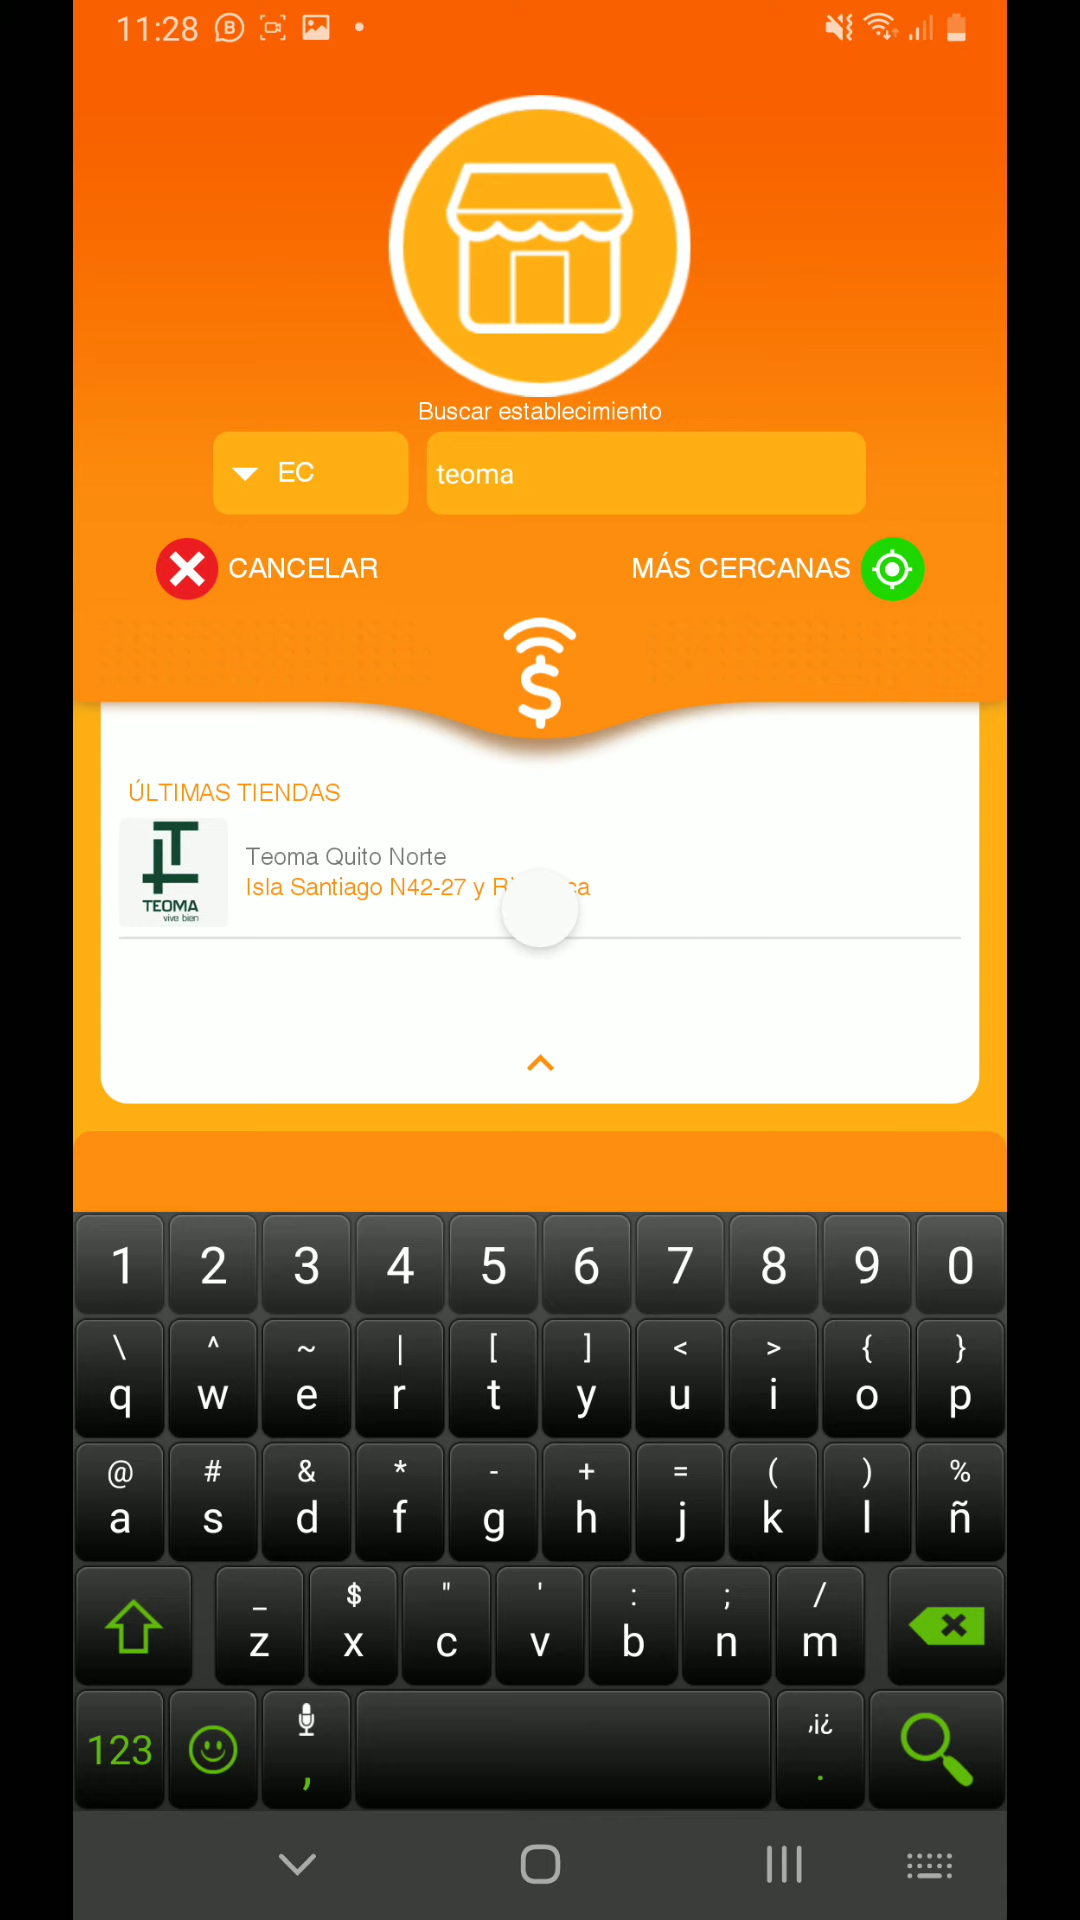 11:28
Buscar establecimiento
EC
teoma
CANCELAR
MÁS CERCANAS
ÚLTIMAS TIENDAS
TEOMA
vive bien
Teoma Quito Norte
Isla Santiago N42-27 y
1 2 3 4 5 6 7 8 9 0
\ ^ ~ | [ ] < > { }
q w e r t y u i o p
@ # & * - + = ( ) %
a s d f g h j k l ñ
_ $ " ' : ; /
z x c v b n m
,¡¿
123 , .